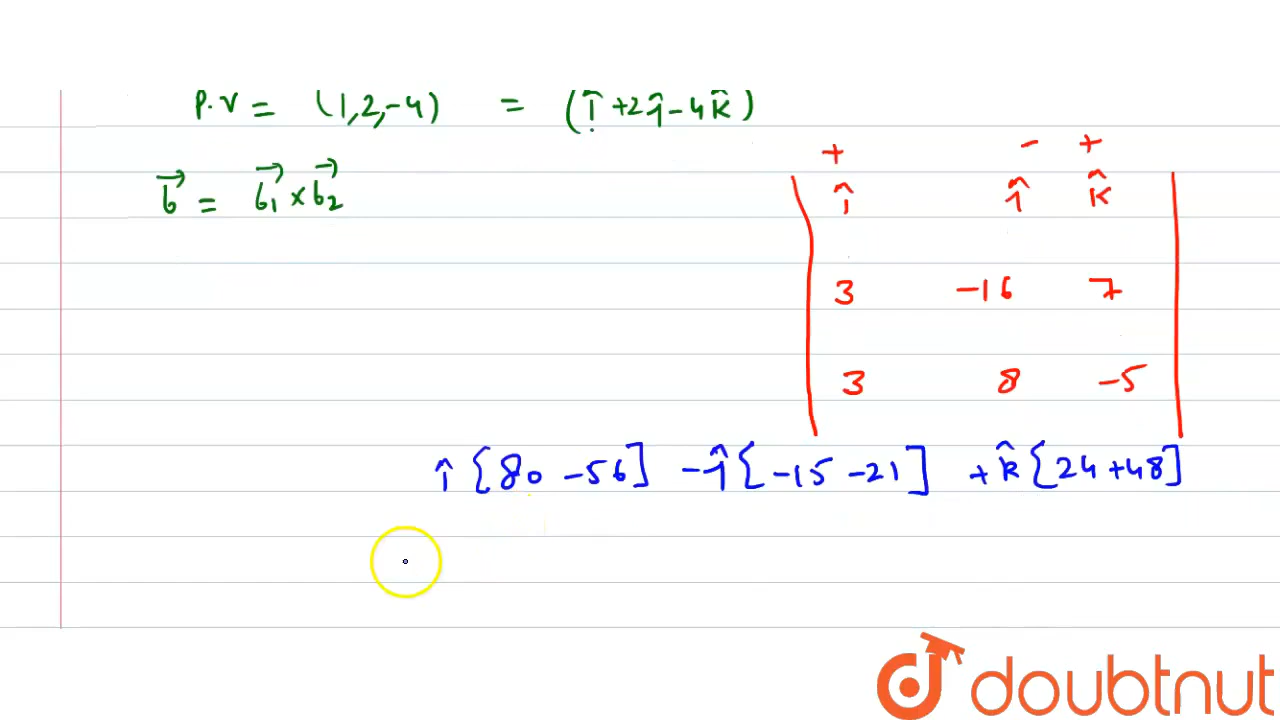 P.V = (1,2,-4) = (î+2ĵ-4k̂)
+ - +
b⃗ = b⃗₁×b⃗₂
î ĵ k̂
3 -16 7
3 8 -5
î[80-56] -ĵ[-15-21] +k̂[24+48]
doubtnut